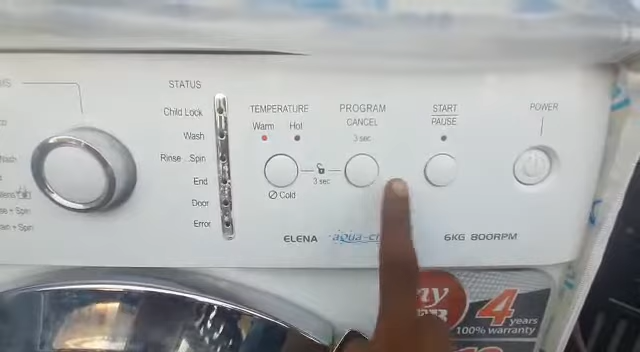 STATUS
Child Lock
Wash
Rinse Spin
End
Door
Error
TEMPERATURE
Warm Hot
3 sec
Cold
PROGRAM
CANCEL
3 sec
START
PAUSE
POWER
ELENA
6KG 800RPM
4 years
100% warranty